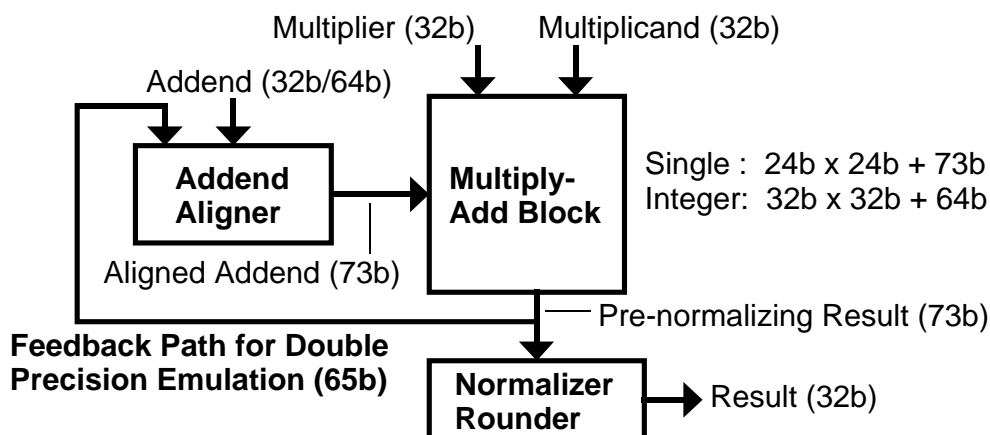 Multiplier (32b) Multiplicand (32b)
Addend (32b/64b)
Addend
Aligner
Multiply-
Add Block
Single : 24b x 24b + 73b
Integer: 32b x 32b + 64b
Aligned Addend (73b)
Pre-normalizing Result (73b)
Feedback Path for Double
Precision Emulation (65b)
Normalizer
Rounder
Result (32b)